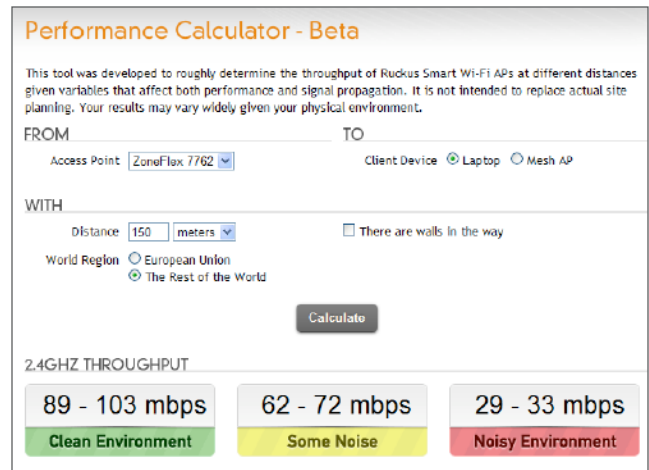 Performance Calculator - Beta
This tool was developed to roughly determine the throughput of Ruckus Smart Wi-Fi APs at different distances
given variables that affect both performance and signal propagation. It is not intended to replace actual site
planning. Your results may vary widely given your physical environment.
FROM
TO
Access Point ZoneFlex 7762
Client Device Laptop Mesh AP
WITH
Distance 150 meters
There are walls in the way
World Region European Union
The Rest of the World
Calculate
2.4GHZ THROUGHPUT
89 - 103 mbps
Clean Environment
62 - 72 mbps
Some Noise
29 - 33 mbps
Noisy Environment